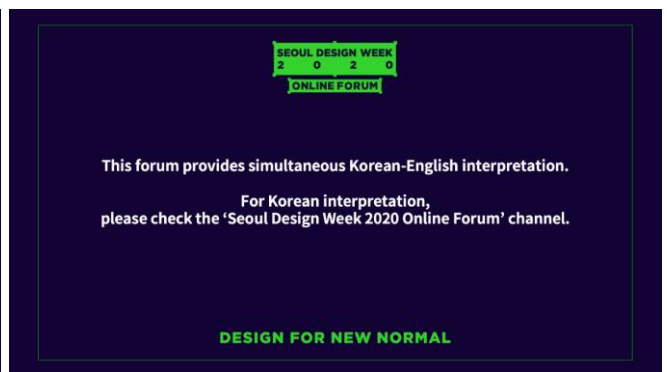 SEOUL DESIGN WEEK
2 0 2 0
ONLINE FORUM
This forum provides simultaneous Korean-English interpretation.
For Korean interpretation,
please check the ‘Seoul Design Week 2020 Online Forum’ channel.
DESIGN FOR NEW NORMAL